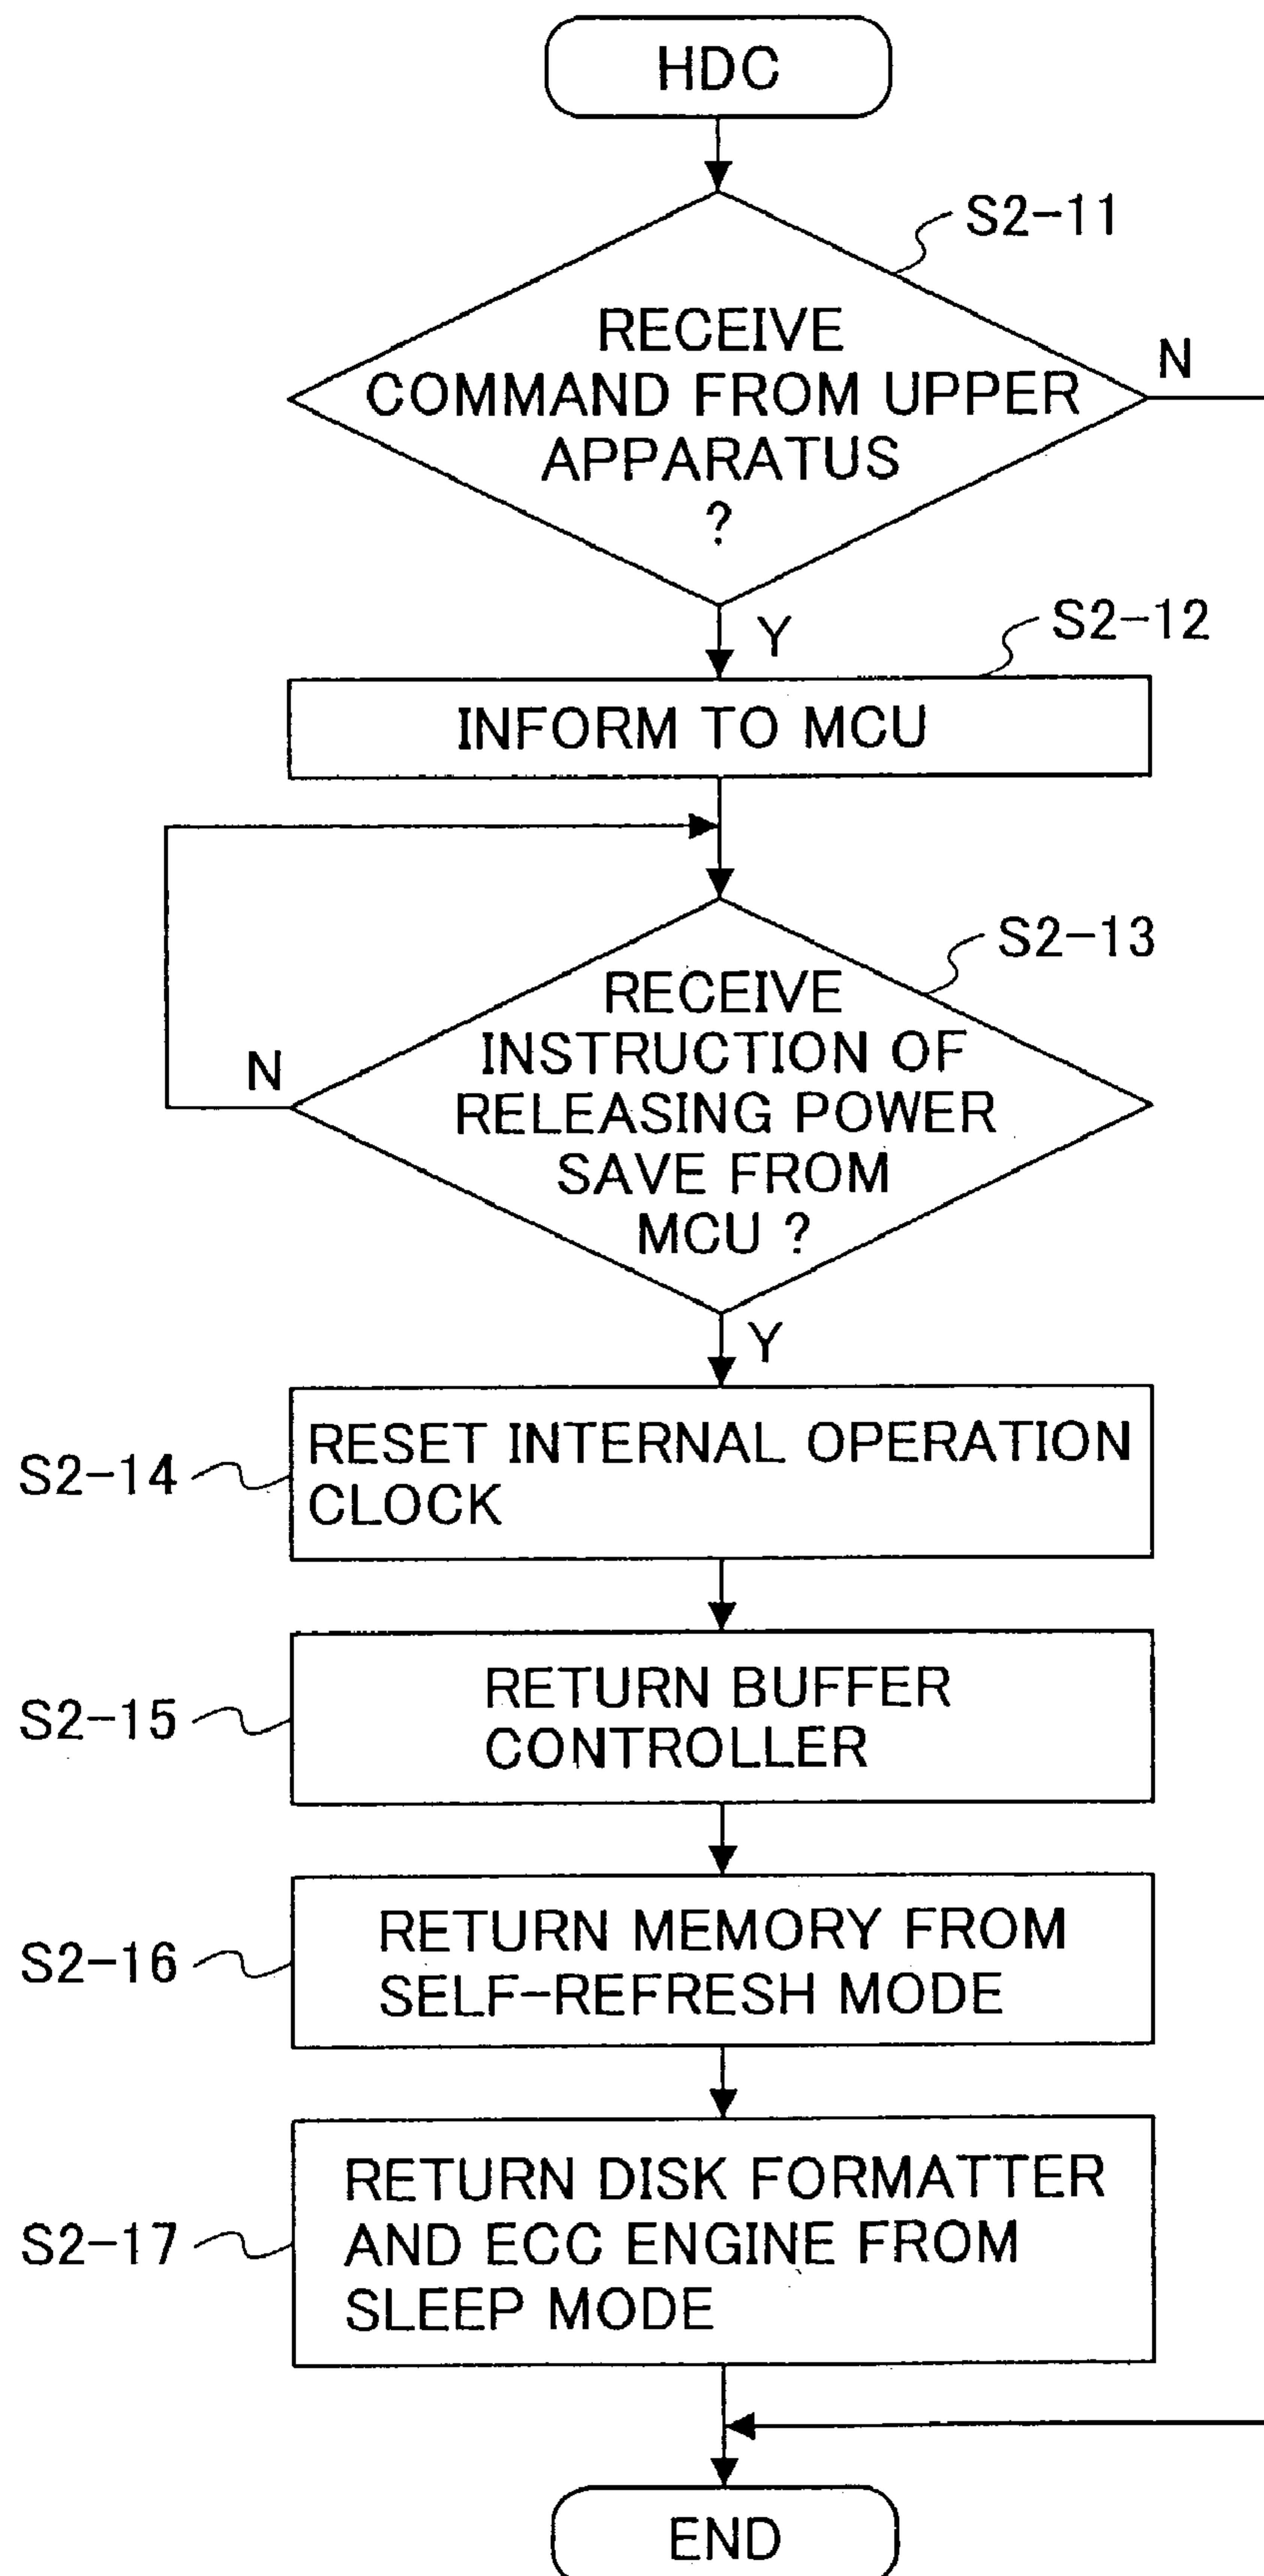 HDC
S2-11
RECEIVE
COMMAND FROM UPPER
APPARATUS
?
N
Y
S2-12
INFORM TO MCU
S2-13
RECEIVE
INSTRUCTION OF
RELEASING POWER
SAVE FROM
MCU ?
N
Y
S2-14
RESET INTERNAL OPERATION
CLOCK
S2-15
RETURN BUFFER
CONTROLLER
S2-16
RETURN MEMORY FROM
SELF-REFRESH MODE
S2-17
RETURN DISK FORMATTER
AND ECC ENGINE FROM
SLEEP MODE
END